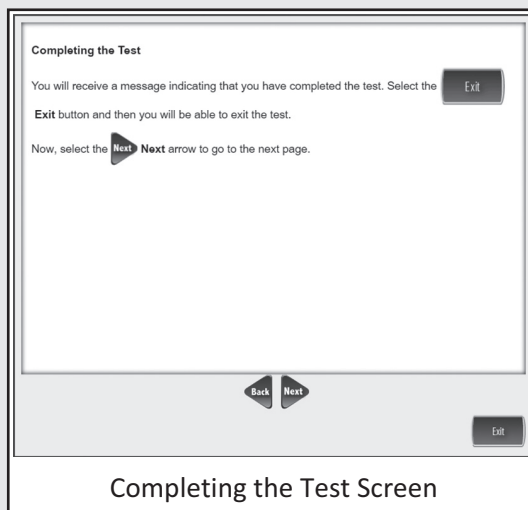 Completing the Test
You will receive a message indicating that you have completed the test. Select the Exit
Exit button and then you will be able to exit the test.
Now, select the Next Next arrow to go to the next page.
Back Next
Exit
Completing the Test Screen